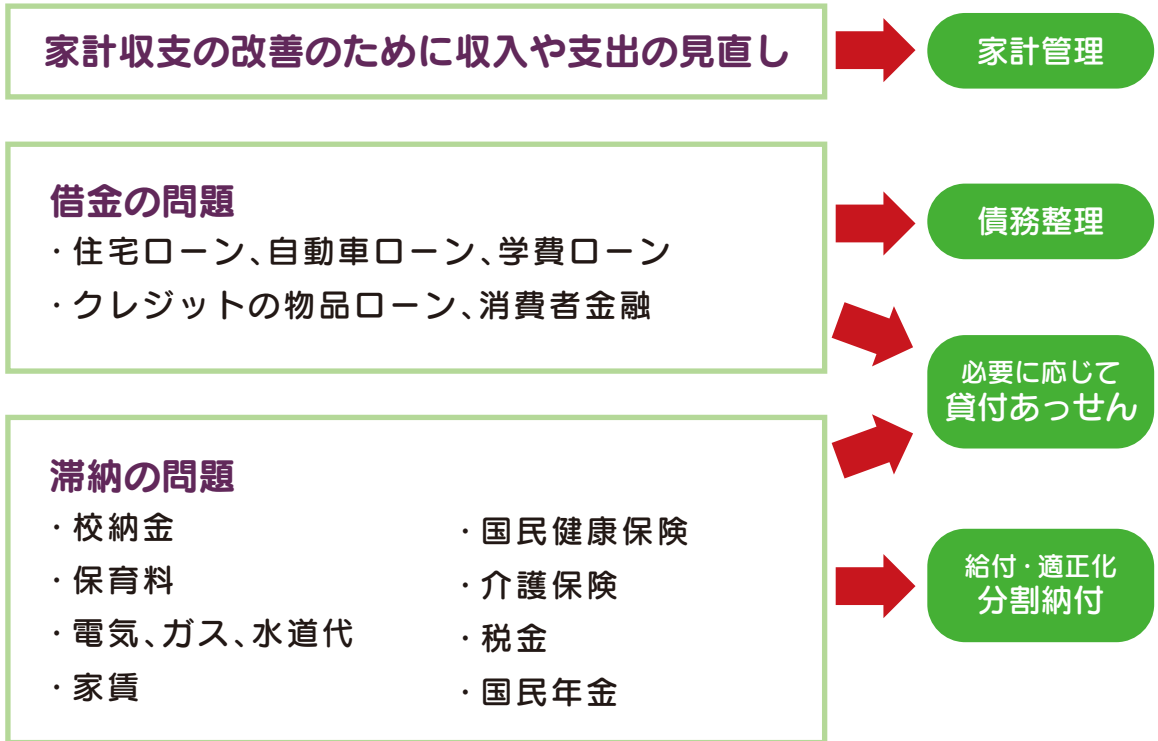 家計収支の改善のために収入や支出の見直し
家計管理
借金の問題
・住宅ローン、自動車ローン、学費ローン
・クレジットの物品ローン、消費者金融
債務整理
必要に応じて
貸付あっせん
滞納の問題
・校納金
・保育料
・電気、ガス、水道代
・家賃
・国民健康保険
・介護保険
・税金
・国民年金
給付・適正化
分割納付